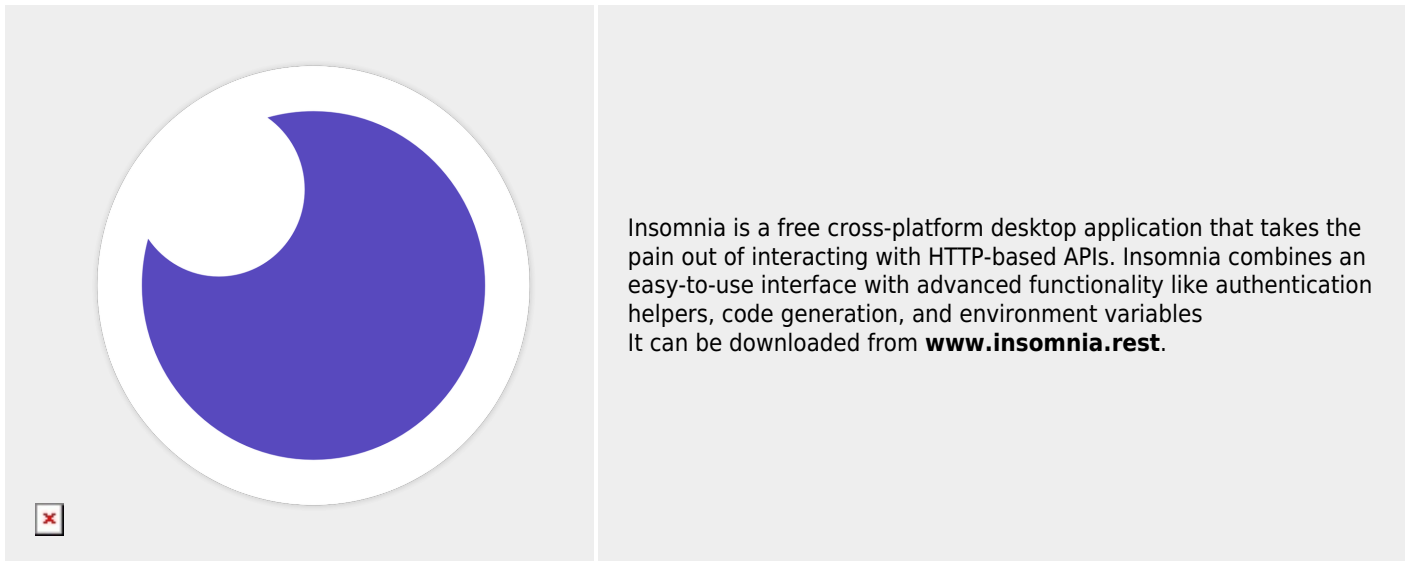 Insomnia is a free cross-platform desktop application that takes the
pain out of interacting with HTTP-based APIs. Insomnia combines an
easy-to-use interface with advanced functionality like authentication
helpers, code generation, and environment variables
It can be downloaded from www.insomnia.rest.